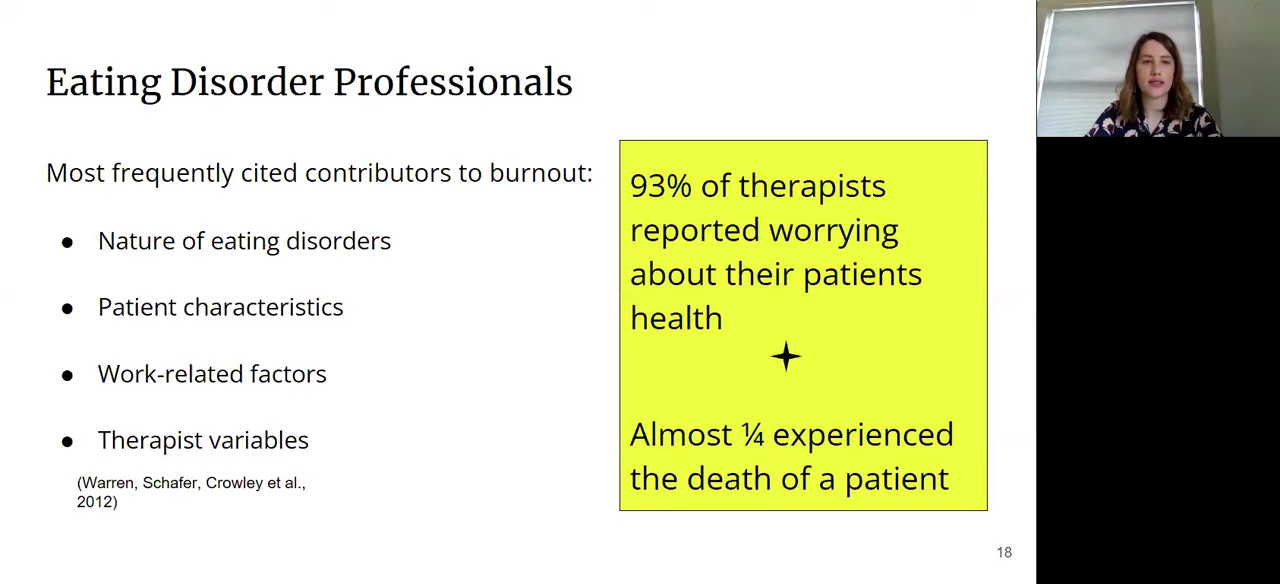 Eating Disorder Professionals
Most frequently cited contributors to burnout:
● Nature of eating disorders
● Patient characteristics
● Work-related factors
● Therapist variables
(Warren, Schafer, Crowley et al.,
2012)
93% of therapists
reported worrying
about their patients
health
Almost ¼ experienced
the death of a patient
18